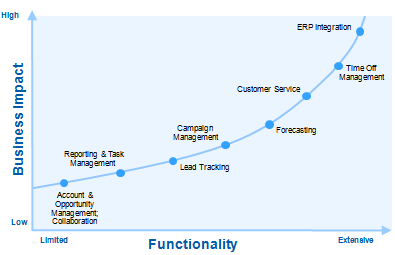 High
ERP Integration
Time Off
Management
Customer Service
Forecasting
Campaign
Management
Lead Tracking
Reporting & Task
Management
Account &
Opportunity
Management;
Collaboration
Business Impact
Low
Limited
Functionality
Extensive